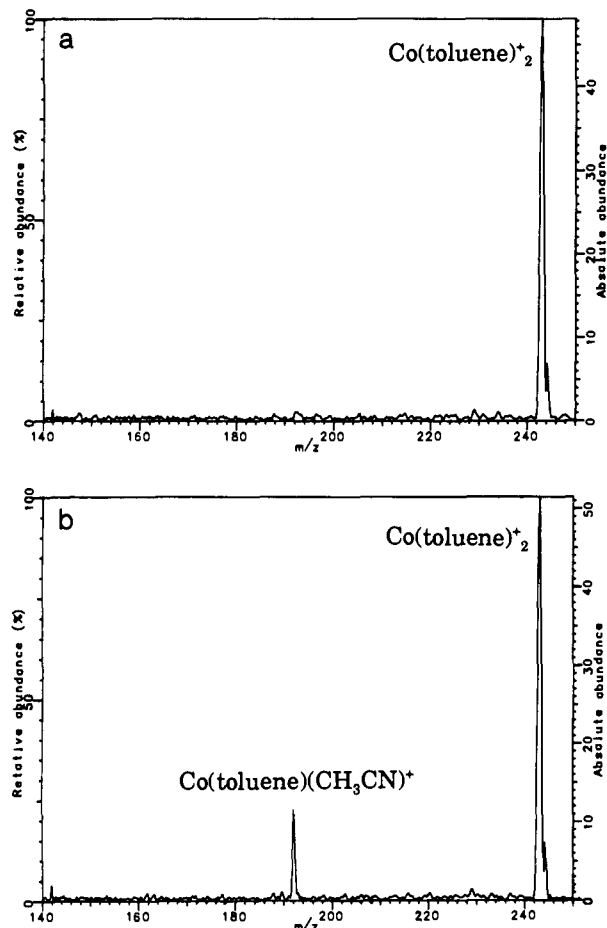 a
Co(toluene)⁺₂
100
50
0
Relative abundance (%)
40
30
20
10
0
Absolute abundance
140 160 180 200 220 240
m/z
b
Co(toluene)⁺₂
Co(toluene)(CH₃CN)⁺
100
50
0
Relative abundance (%)
50
40
30
20
10
0
Absolute abundance
140 160 180 200 220 240
m/z